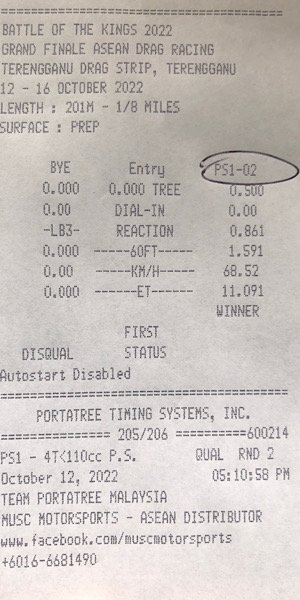 ==========================================
BATTLE OF THE KINGS 2022
GRAND FINALE ASEAN DRAG RACING
TERENGGANU DRAG STRIP, TERENGGANU
12 - 16 OCTOBER 2022
LENGTH : 201M - 1/8 MILES
SURFACE : PREP
BYE Entry PS1-02
0.000 0.000 TREE 0.500
0.00 DIAL-IN 0.00
-LB3- REACTION 0.861
0.000 ------60FT----- 1.591
0.00 ------KM/H----- 68.52
0.000 ------ET------ 11.091
WINNER
FIRST
DISQUAL STATUS
Autostart Disabled
==========================================
PORTATREE TIMING SYSTEMS, INC.
=============== 205/206 ==========600214
PS1 - 4T<110cc P.S. QUAL RND 2
October 12, 2022 05:10:58 PM
TEAM PORTATREE MALAYSIA
MUSC MOTORSPORTS - ASEAN DISTRIBUTOR
www.facebook.com/muscmotorsports
+6016-6681490